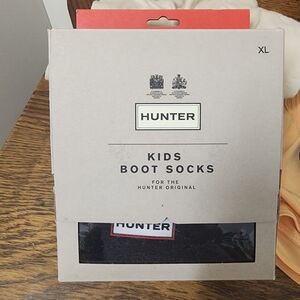 XL
HUNTER
KIDS
BOOT SOCKS
FOR THE
HUNTER ORIGINAL
HUNTER